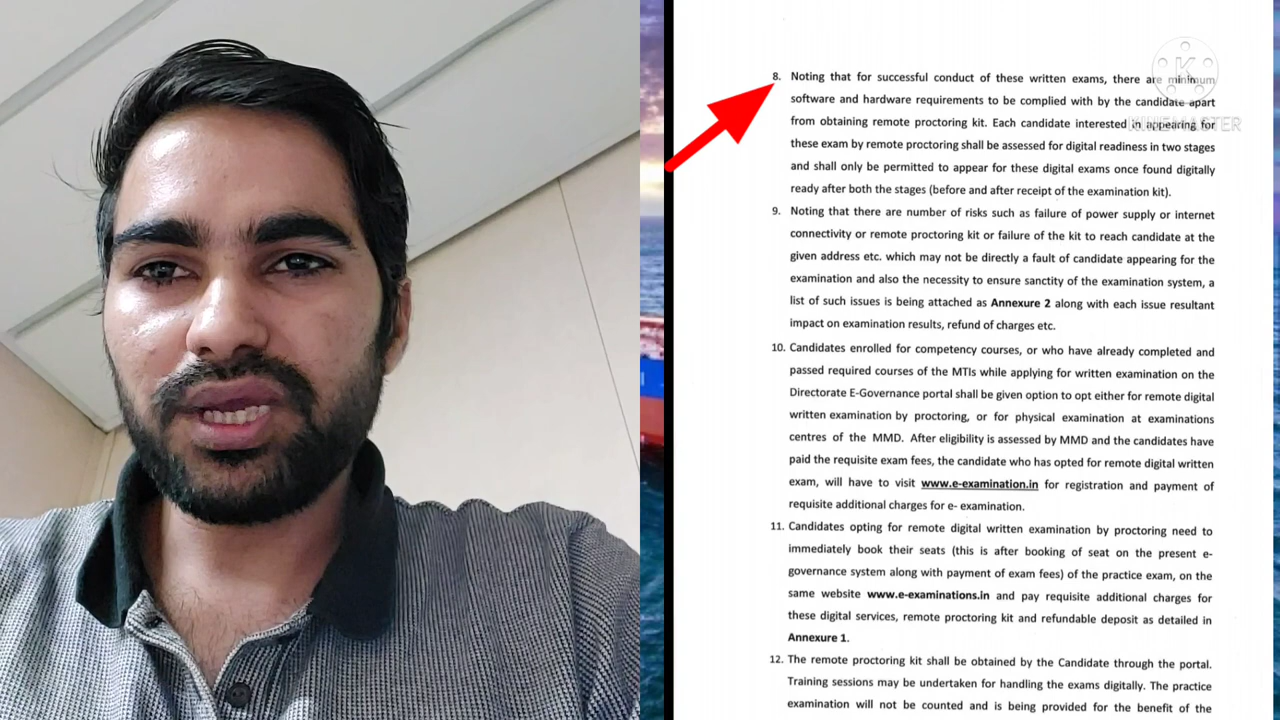 8. Noting that for successful conduct of these written exams, there are minimum
software and hardware requirements to be complied with by the candidate apart
from obtaining remote proctoring kit. Each candidate interested in appearing for
these exam by remote proctoring shall be assessed for digital readiness in two stages
and shall only be permitted to appear for these digital exams once found digitally
ready after both the stages (before and after receipt of the examination kit).
9. Noting that there are number of risks such as failure of power supply or internet
connectivity or remote proctoring kit or failure of the kit to reach candidate at the
given address etc. which may not be directly a fault of candidate appearing for the
examination and also the necessity to ensure sanctity of the examination system, a
list of such issues is being attached as Annexure 2 along with each issue resultant
impact on examination results, refund of charges etc.
10. Candidates enrolled for competency courses, or who have already completed and
passed required courses of the MTIs while applying for written examination on the
Directorate E-Governance portal shall be given option to opt either for remote digital
written examination by proctoring, or for physical examination at examinations
centres of the MMD. After eligibility is assessed by MMD and the candidates have
paid the requisite exam fees, the candidate who has opted for remote digital written
exam, will have to visit www.e-examination.in for registration and payment of
requisite additional charges for e- examination.
11. Candidates opting for remote digital written examination by proctoring need to
immediately book their seats (this is after booking of seat on the present e-
governance system along with payment of exam fees) of the practice exam, on the
same website www.e-examinations.in and pay requisite additional charges for
these digital services, remote proctoring kit and refundable deposit as detailed in
Annexure 1.
12. The remote proctoring kit shall be obtained by the Candidate through the portal.
Training sessions may be undertaken for handling the exams digitally. The practice
examination will not be counted and is being provided for the benefit of the
K
KINEMASTER